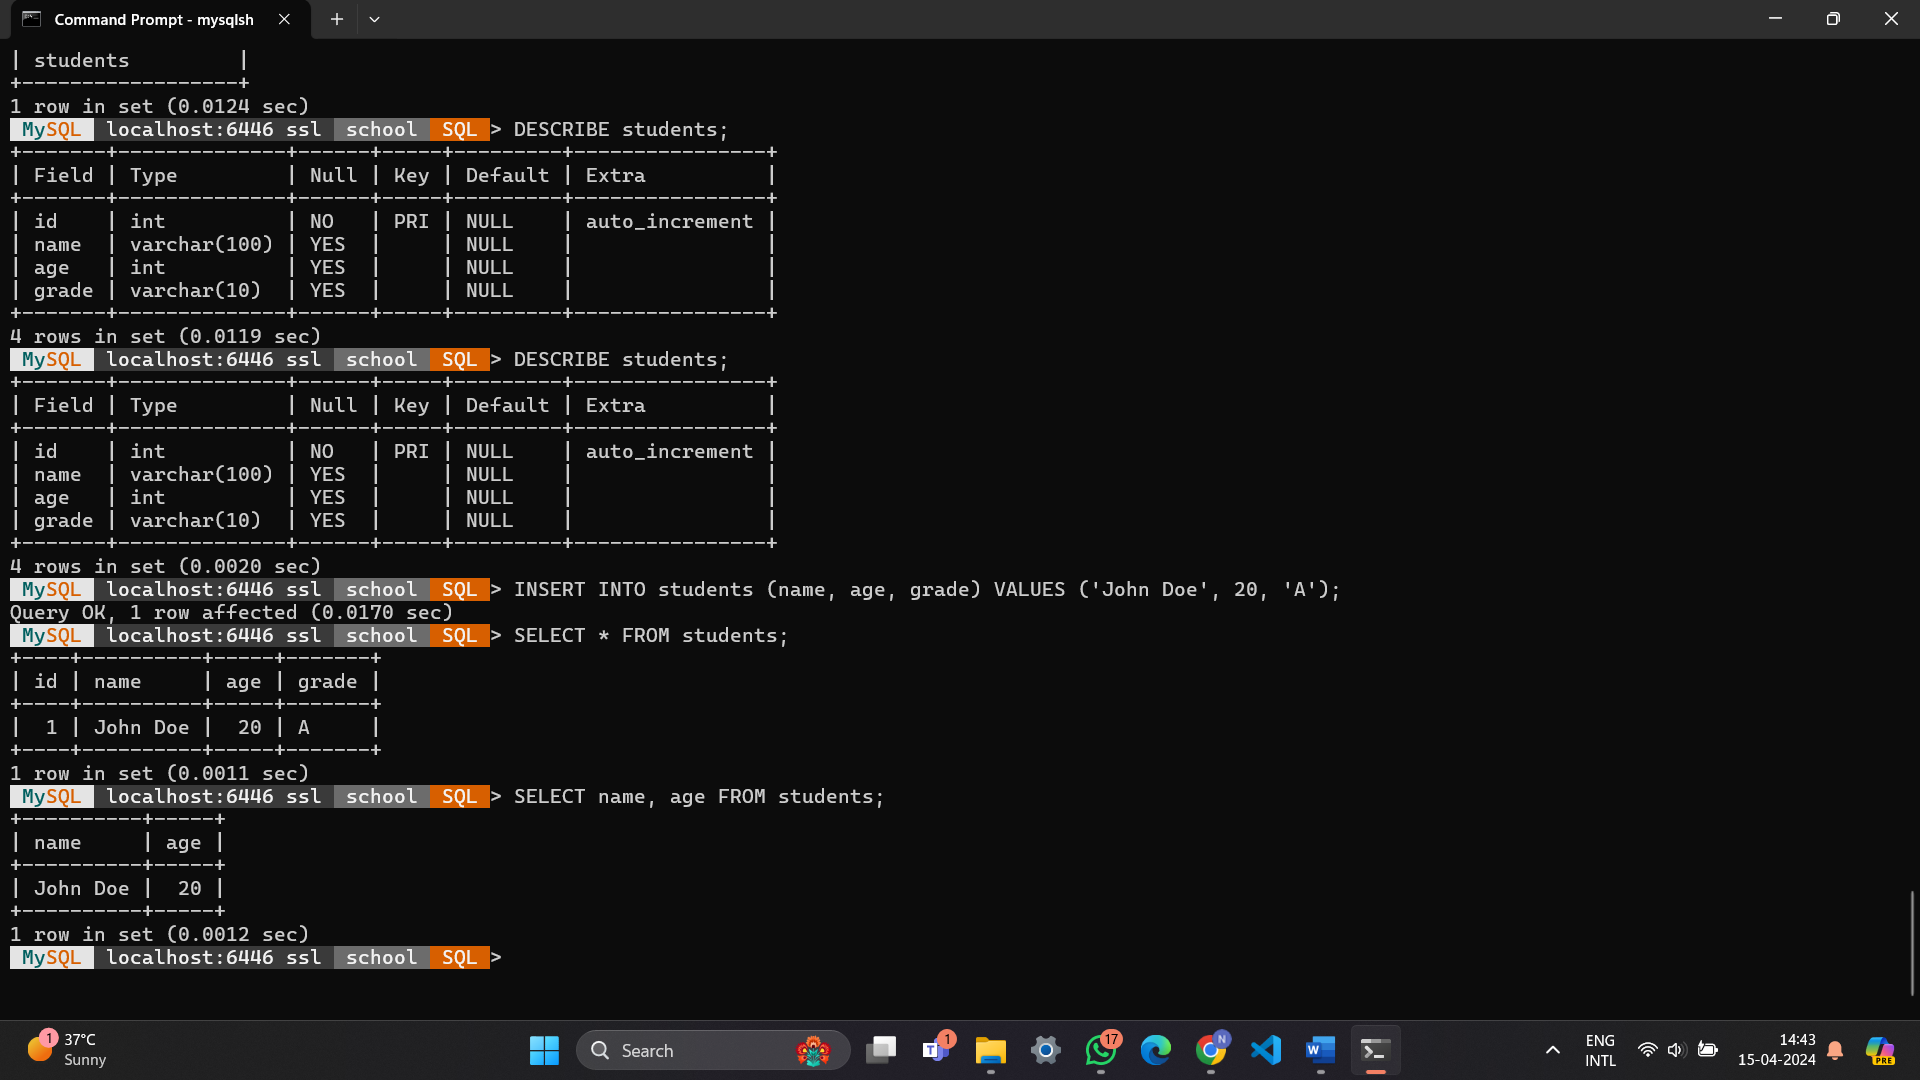 Command Prompt - mysqlsh
| students         |
+------------------+
1 row in set (0.0124 sec)
MySQL localhost:6446 ssl school SQL > DESCRIBE students;
+-------+--------------+------+-----+---------+----------------+
| Field | Type         | Null | Key | Default | Extra          |
+-------+--------------+------+-----+---------+----------------+
| id    | int          | NO   | PRI | NULL    | auto_increment |
| name  | varchar(100) | YES  |     | NULL    |                |
| age   | int          | YES  |     | NULL    |                |
| grade | varchar(10)  | YES  |     | NULL    |                |
+-------+--------------+------+-----+---------+----------------+
4 rows in set (0.0119 sec)
MySQL localhost:6446 ssl school SQL > DESCRIBE students;
+-------+--------------+------+-----+---------+----------------+
| Field | Type         | Null | Key | Default | Extra          |
+-------+--------------+------+-----+---------+----------------+
| id    | int          | NO   | PRI | NULL    | auto_increment |
| name  | varchar(100) | YES  |     | NULL    |                |
| age   | int          | YES  |     | NULL    |                |
| grade | varchar(10)  | YES  |     | NULL    |                |
+-------+--------------+------+-----+---------+----------------+
4 rows in set (0.0020 sec)
MySQL localhost:6446 ssl school SQL > INSERT INTO students (name, age, grade) VALUES ('John Doe', 20, 'A');
Query OK, 1 row affected (0.0170 sec)
MySQL localhost:6446 ssl school SQL > SELECT * FROM students;
+----+----------+-----+-------+
| id | name     | age | grade |
+----+----------+-----+-------+
|  1 | John Doe |  20 | A     |
+----+----------+-----+-------+
1 row in set (0.0011 sec)
MySQL localhost:6446 ssl school SQL > SELECT name, age FROM students;
+----------+-----+
| name     | age |
+----------+-----+
| John Doe |  20 |
+----------+-----+
1 row in set (0.0012 sec)
MySQL localhost:6446 ssl school SQL >
1
37°C
Sunny
Search
T
1
17
N
W
ENG
INTL
14:43
15-04-2024
PRE